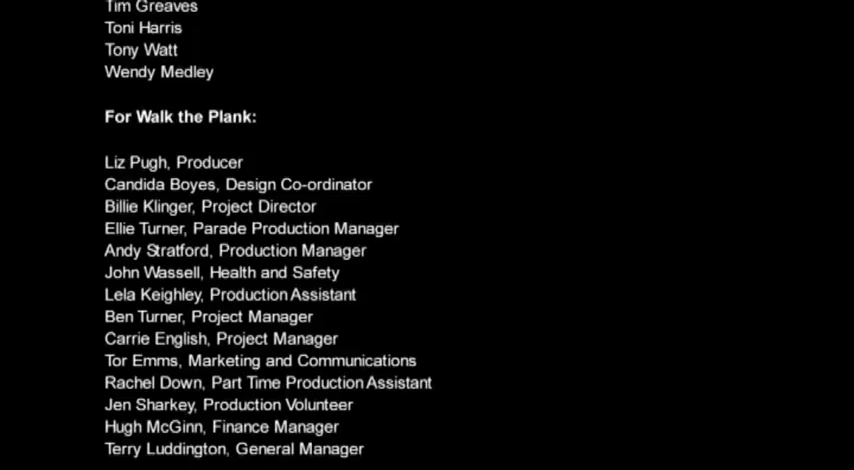 Tim Greaves
Toni Harris
Tony Watt
Wendy Medley
For Walk the Plank:
Liz Pugh, Producer
Candida Boyes, Design Co-ordinator
Billie Klinger, Project Director
Ellie Turner, Parade Production Manager
Andy Stratford, Production Manager
John Wassell, Health and Safety
Lela Keighley, Production Assistant
Ben Turner, Project Manager
Carrie English, Project Manager
Tor Emms, Marketing and Communications
Rachel Down, Part Time Production Assistant
Jen Sharkey, Production Volunteer
Hugh McGinn, Finance Manager
Terry Luddington, General Manager